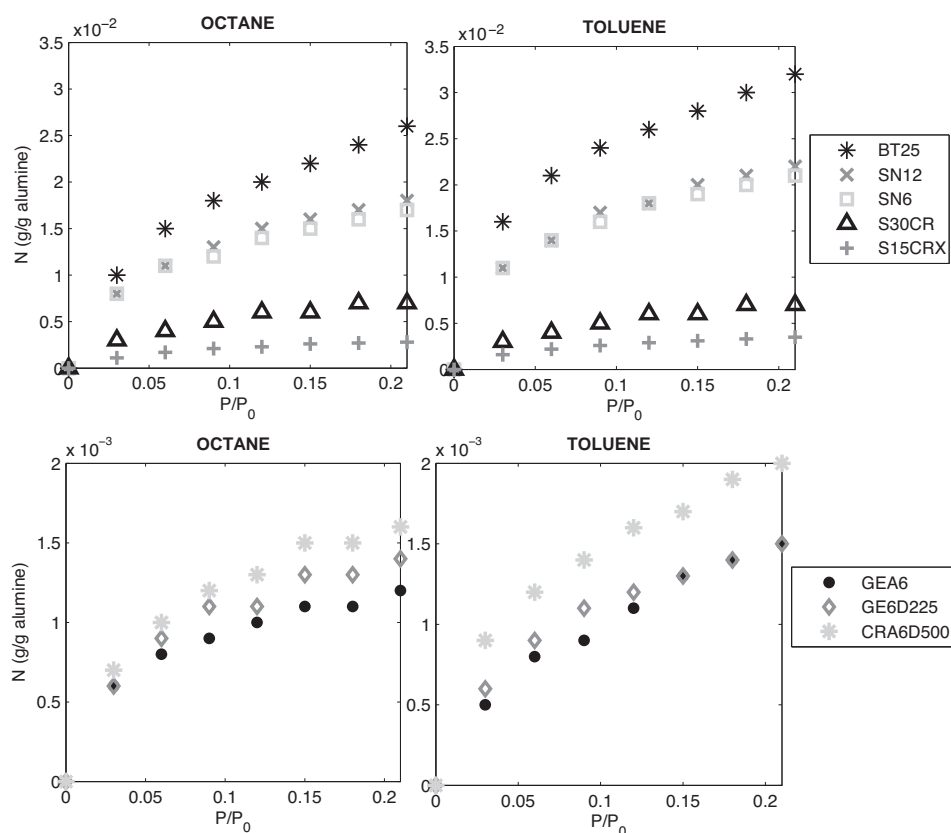 OCTANE
x10⁻²
3.5
3
2.5
2
1.5
1
0.5
0
N (g/g alumine)
0 0.05 0.1 0.15 0.2
P/P₀
TOLUENE
x 10⁻²
3.5
3
2.5
2
1.5
1
0.5
0
0 0.05 0.1 0.15 0.2
P/P₀
BT25
SN12
SN6
S30CR
S15CRX
OCTANE
x 10⁻³
2
1.5
1
0.5
0
N (g/g alumine)
0 0.05 0.1 0.15 0.2
P/P₀
TOLUENE
x 10⁻³
2
1.5
1
0.5
0
0 0.05 0.1 0.15 0.2
P/P₀
GEA6
GE6D225
CRA6D500